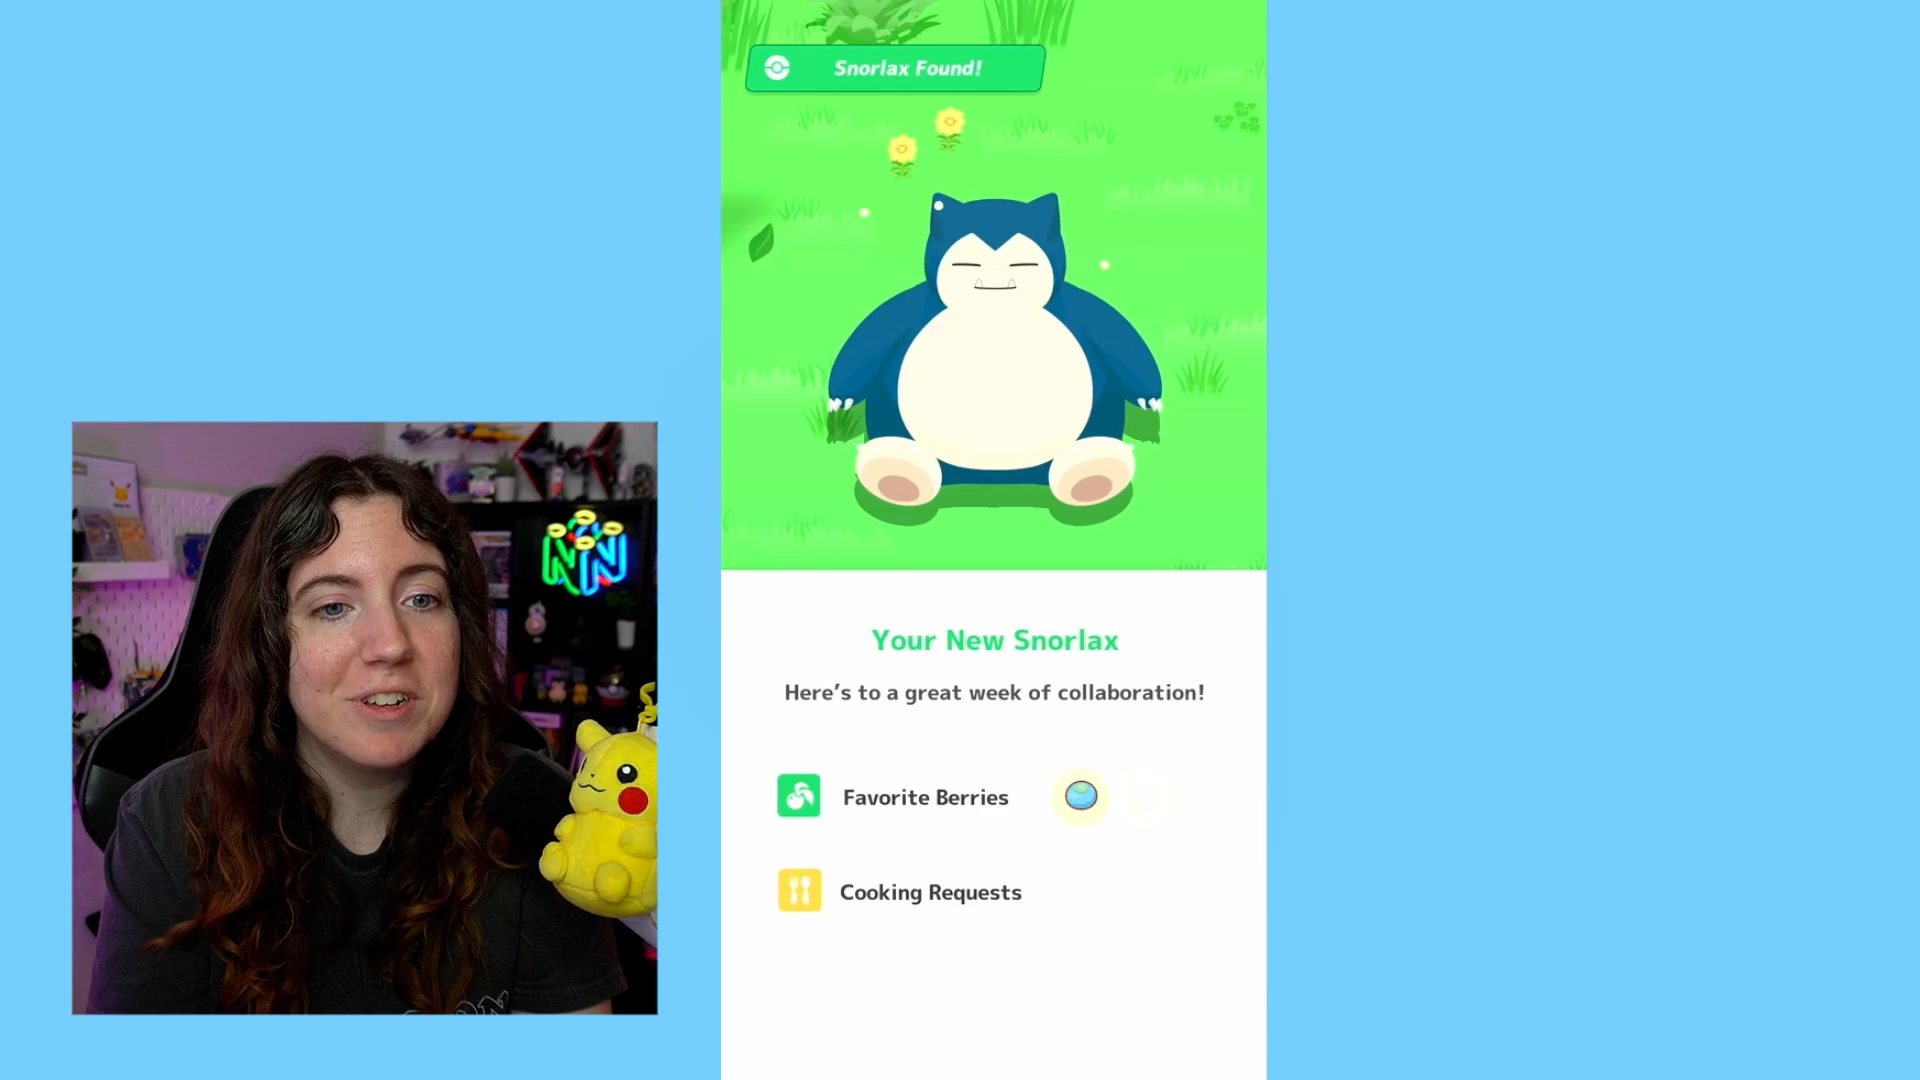 Snorlax Found!
Your New Snorlax
Here's to a great week of collaboration!
Favorite Berries
Cooking Requests